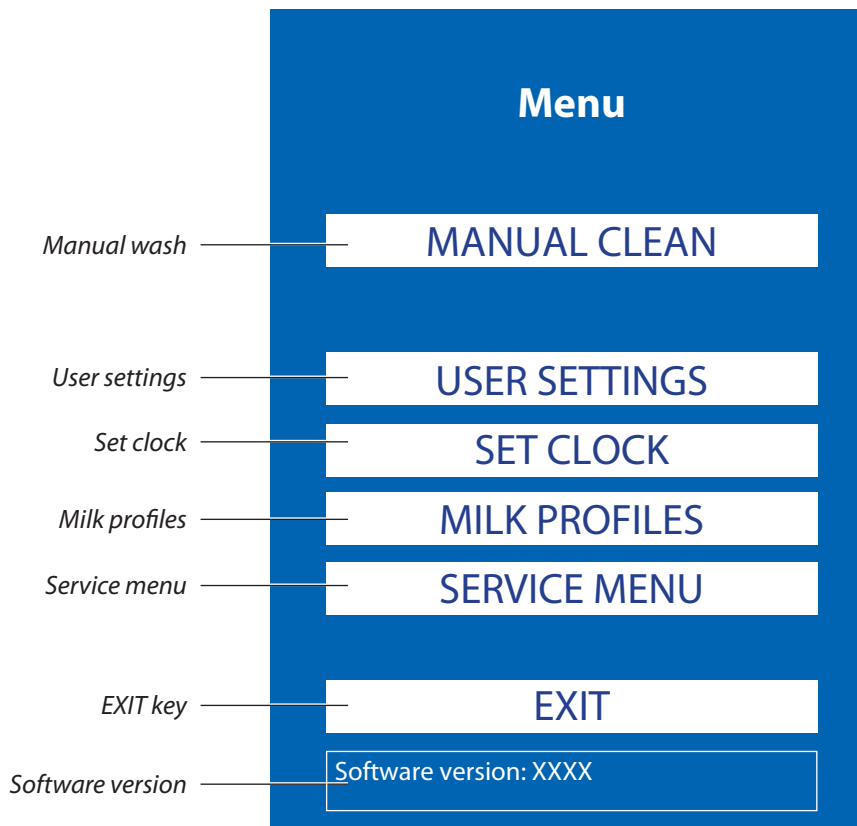 Menu
Manual wash
MANUAL CLEAN
User settings
USER SETTINGS
Set clock
SET CLOCK
Milk profiles
MILK PROFILES
Service menu
SERVICE MENU
EXIT key
EXIT
Software version
Software version: XXXX